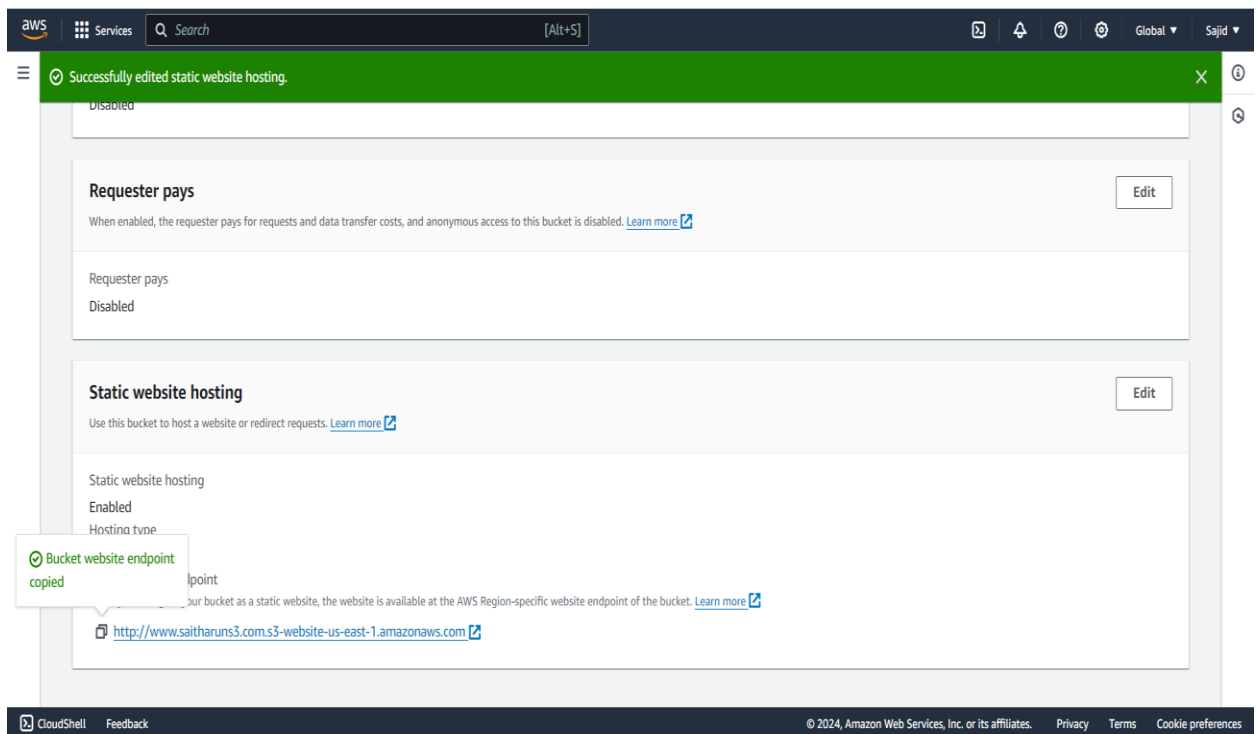 aws Services Search [Alt+S] Global ▼ Sajid ▼
Successfully edited static website hosting.
Disabled
Requester pays
Edit
When enabled, the requester pays for requests and data transfer costs, and anonymous access to this bucket is disabled. Learn more
Requester pays
Disabled
Static website hosting
Edit
Use this bucket to host a website or redirect requests. Learn more
Static website hosting
Enabled
Hosting type
Bucket website endpoint
copied
our bucket as a static website, the website is available at the AWS Region-specific website endpoint of the bucket. Learn more
http://www.saitharuns3.com.s3-website-us-east-1.amazonaws.com
CloudShell Feedback © 2024, Amazon Web Services, Inc. or its affiliates. Privacy Terms Cookie preferences